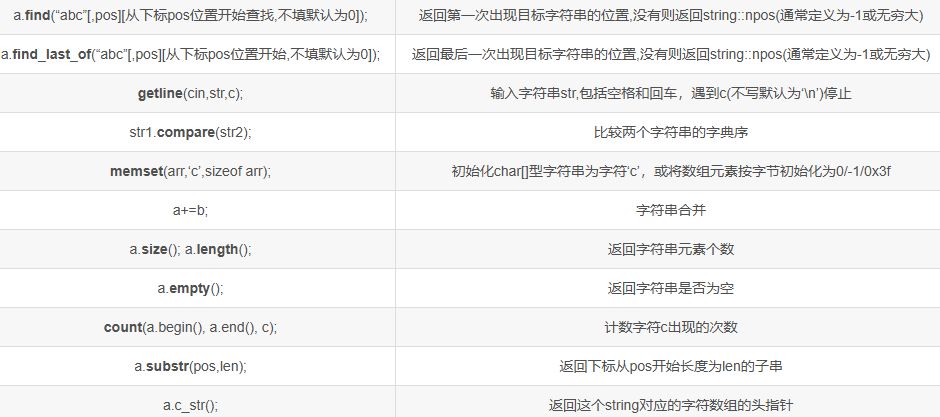 a.find(“abc”[,pos][从下标pos位置开始查找,不填默认为0]); 返回第一次出现目标字符串的位置,没有则返回string::npos(通常定义为-1或无穷大)
a.find_last_of(“abc”[,pos][从下标pos位置开始,不填默认为0]); 返回最后一次出现目标字符串的位置,没有则返回string::npos(通常定义为-1或无穷大)
getline(cin,str,c); 输入字符串str,包括空格和回车，遇到c(不写默认为‘\n’)停止
str1.compare(str2); 比较两个字符串的字典序
memset(arr,‘c’,sizeof arr); 初始化char[]型字符串为字符‘c’，或将数组元素按字节初始化为0/-1/0x3f
a+=b; 字符串合并
a.size(); a.length(); 返回字符串元素个数
a.empty(); 返回字符串是否为空
count(a.begin(), a.end(), c); 计数字符c出现的次数
a.substr(pos,len); 返回下标从pos开始长度为len的子串
a.c_str(); 返回这个string对应的字符数组的头指针